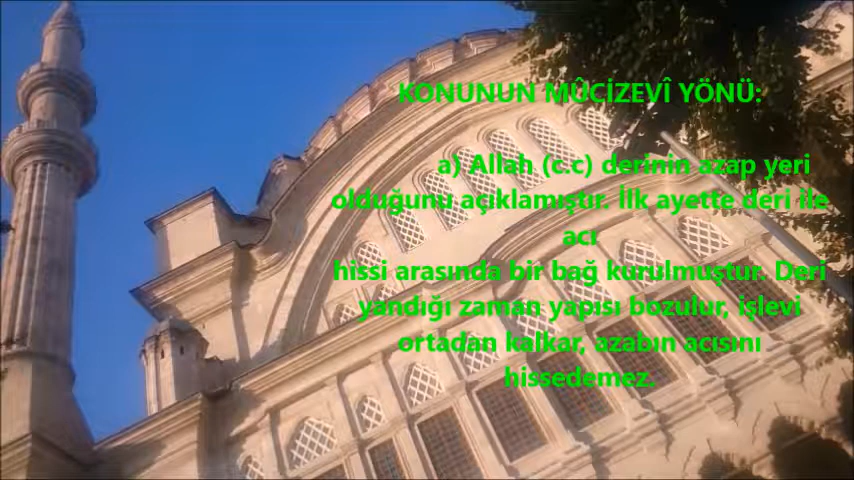 KONUNUN MÛCİZEVÎ YÖNÜ:
a) Allah (c.c) derinin azap yeri
olduğunu açıklamıştır. İlk ayette deri ile
acı
hissi arasında bir bağ kurulmuştur. Deri
yandığı zaman yapısı bozulur, işlevi
ortadan kalkar, azabın acısını
hissedemez.